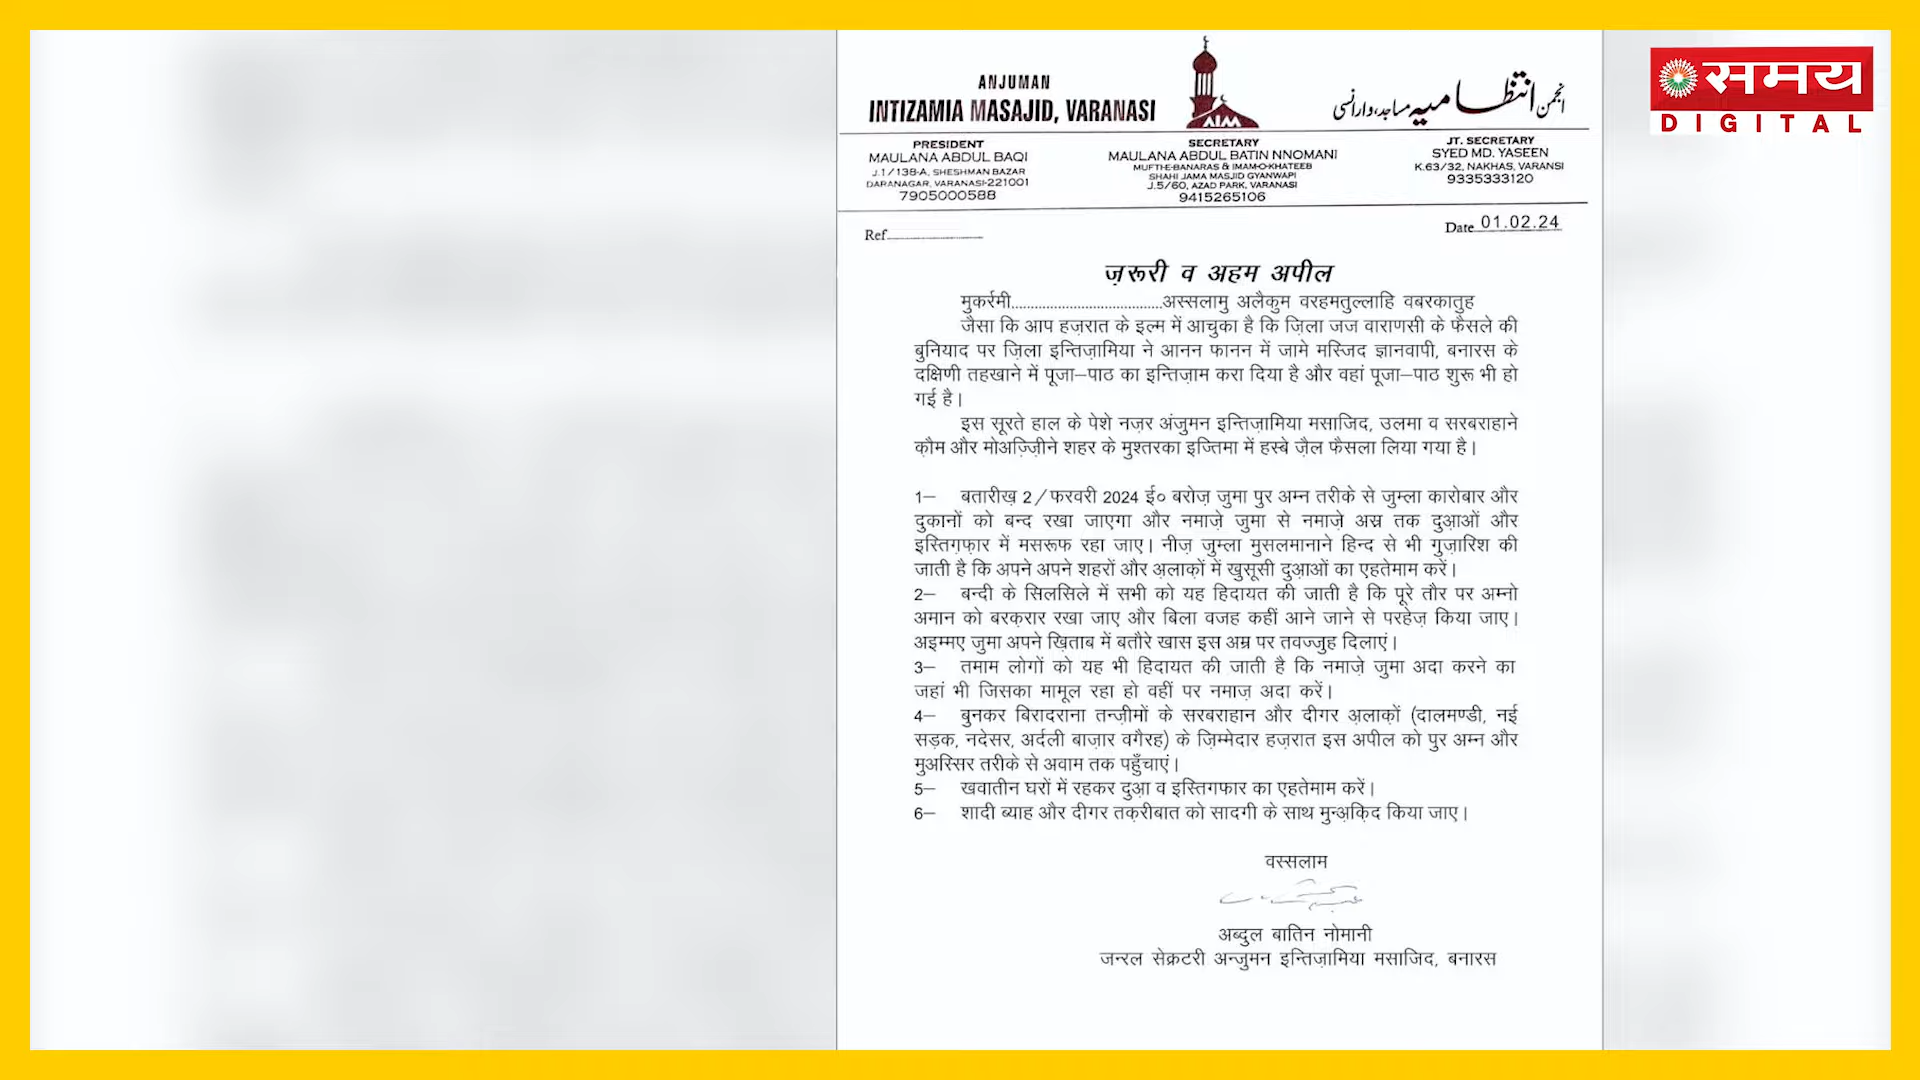 समय
DIGITAL
ANJUMAN
INTIZAMIA MASAJID, VARANASI
AIM
انجمن انتظامیہ مساجد، وارانسی
PRESIDENT
MAULANA ABDUL BAQI
J.1/138-A, SHESHMAN BAZAR
DARANAGAR, VARANASI-221001
7905000588
SECRETARY
MAULANA ABDUL BATIN NNOMANI
MUFTI-E-BANARAS & IMAM-O-KHATEEB
SHAHI JAMA MASJID GYANWAPI
J.5/60, AZAD PARK, VARANASI
9415265106
JT. SECRETARY
SYED MD. YASEEN
K.63/32, NAKHAS, VARANSI
9335333120
Ref.
Date 01.02.24
ज़रूरी व अहम अपील
मुकर्रमी......................................अस्सलामु अलैकुम वरहमतुल्लाहि वबरकातुह
जैसा कि आप हज़रात के इल्म में आचुका है कि ज़िला जज वाराणसी के फैसले की
बुनियाद पर ज़िला इन्तिज़ामिया ने आनन फानन में जामे मस्जिद ज्ञानवापी, बनारस के
दक्षिणी तहखाने में पूजा–पाठ का इन्तिज़ाम करा दिया है और वहां पूजा–पाठ शुरू भी हो
गई है।
इस सूरते हाल के पेशे नज़र अंजुमन इन्तिज़ामिया मसाजिद, उलमा व सरबराहाने
क़ौम और मोअज़्ज़ीने शहर के मुश्तरका इज्तिमा में हस्बे ज़ैल फैसला लिया गया है।
1– बतारीख़ 2/फरवरी 2024 ई० बरोज़ जुमा पुर अम्न तरीके से जुम्ला कारोबार और
दुकानों को बन्द रखा जाएगा और नमाज़े जुमा से नमाज़े अस्र तक दुआ़ओं और
इस्तिग़फ़ार में मसरूफ रहा जाए। नीज़ जुम्ला मुसलमानाने हिन्द से भी गुज़ारिश की
जाती है कि अपने अपने शहरों और अ़लाक़ों में खुसूसी दुआ़ओं का एहतेमाम करें।
2– बन्दी के सिलसिले में सभी को यह हिदायत की जाती है कि पूरे तौर पर अम्नो
अमान को बरक़रार रखा जाए और बिला वजह कहीं आने जाने से परहेज़ किया जाए।
अइम्मए जुमा अपने ख़िताब में बतौरे खास इस अम्र पर तवज्जुह दिलाएं।
3– तमाम लोगों को यह भी हिदायत की जाती है कि नमाज़े जुमा अदा करने का
जहां भी जिसका मामूल रहा हो वहीं पर नमाज़ अदा करें।
4– बुनकर बिरादराना तन्ज़ीमों के सरबराहान और दीगर अ़लाक़ों (दालमण्डी, नई
सड़क, नदेसर, अर्दली बाज़ार वगैरह) के ज़िम्मेदार हज़रात इस अपील को पुर अम्न और
मुअस्सिर तरीके से अवाम तक पहुँचाएं।
5– खवातीन घरों में रहकर दुआ़ व इस्तिगफार का एहतेमाम करें।
6– शादी ब्याह और दीगर तक़रीबात को सादगी के साथ मुन्अ़क़िद किया जाए।
वस्सलाम
अब्दुल बातिन नोमानी
जनरल सेक्रटरी अन्जुमन इन्तिज़ामिया मसाजिद, बनारस